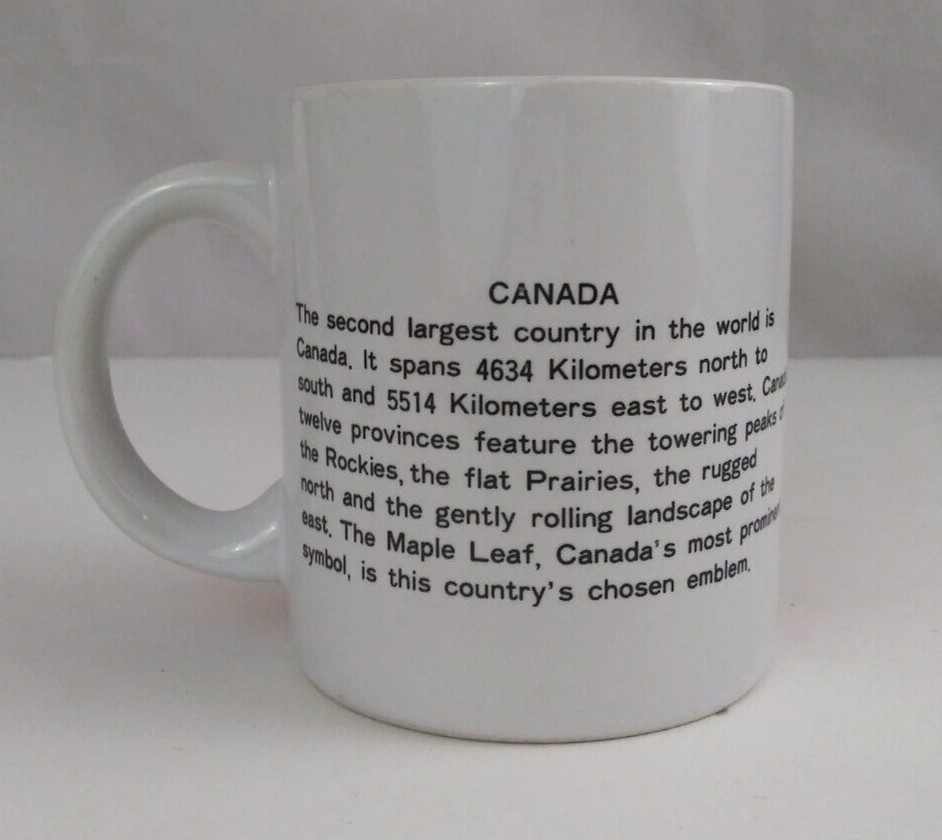 CANADA
The second largest country in the world is
Canada. It spans 4634 Kilometers north to
south and 5514 Kilometers east to west.
twelve provinces feature the towering peaks
the Rockies, the flat Prairies, the rugged
north and the gently rolling landscape of the
east. The Maple Leaf, Canada's most
symbol, is this country's chosen emblem.